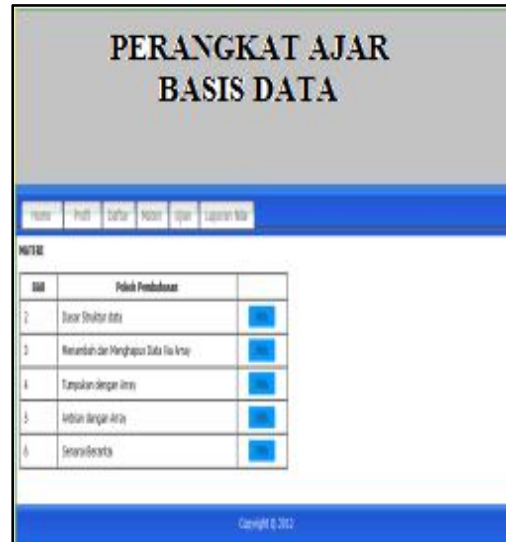 PERANGKAT AJAR
BASIS DATA
Home Profil Daftar Materi Ujian Laporan Nilai
MATERI
BAB Pokok Pembahasan
2 Dasar Struktur data
3 Menambah dan Menghapus Data Via Array
4 Tumpukan dengan Array
5 Antrian dengan Array
6 Senarai Berantai
Copyright © 2012